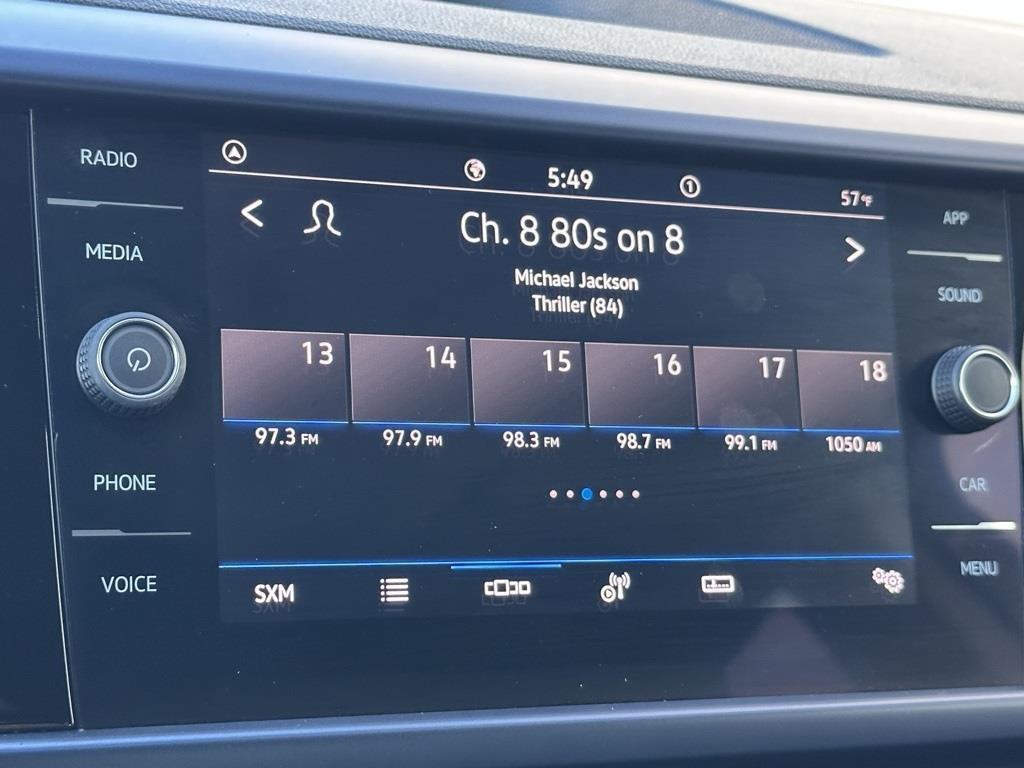 RADIO
MEDIA
PHONE
VOICE
5:49
1
57°F
Ch. 8 80s on 8
Michael Jackson
Thriller (84)
13 14 15 16 17 18
97.3 FM 97.9 FM 98.3 FM 98.7 FM 99.1 FM 1050 AM
SXM
APP
SOUND
CAR
MENU